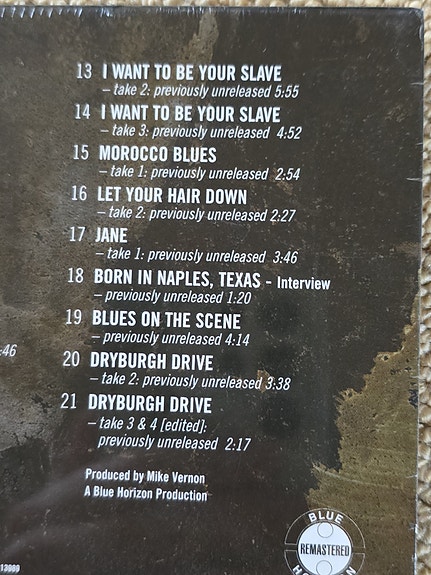 13 I WANT TO BE YOUR SLAVE
– take 2: previously unreleased 5:55
14 I WANT TO BE YOUR SLAVE
– take 3: previously unreleased 4:52
15 MOROCCO BLUES
– take 1: previously unreleased 2:54
16 LET YOUR HAIR DOWN
– take 2: previously unreleased 2:27
17 JANE
– take 1: previously unreleased 3:46
18 BORN IN NAPLES, TEXAS - Interview
– previously unreleased 1:20
19 BLUES ON THE SCENE
– previously unreleased 4:14
:46
20 DRYBURGH DRIVE
– take 2: previously unreleased 3:38
21 DRYBURGH DRIVE
– take 3 & 4 [edited]:
previously unreleased 2:17
Produced by Mike Vernon
A Blue Horizon Production
BLUE
REMASTERED
13989